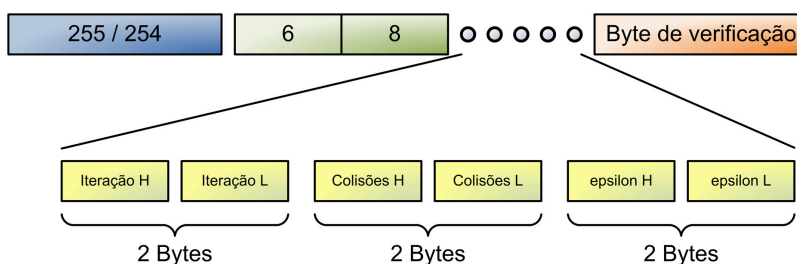 255 / 254 6 8 Byte de verificação
Iteração H Iteração L Colisões H Colisões L epsilon H epsilon L
2 Bytes 2 Bytes 2 Bytes